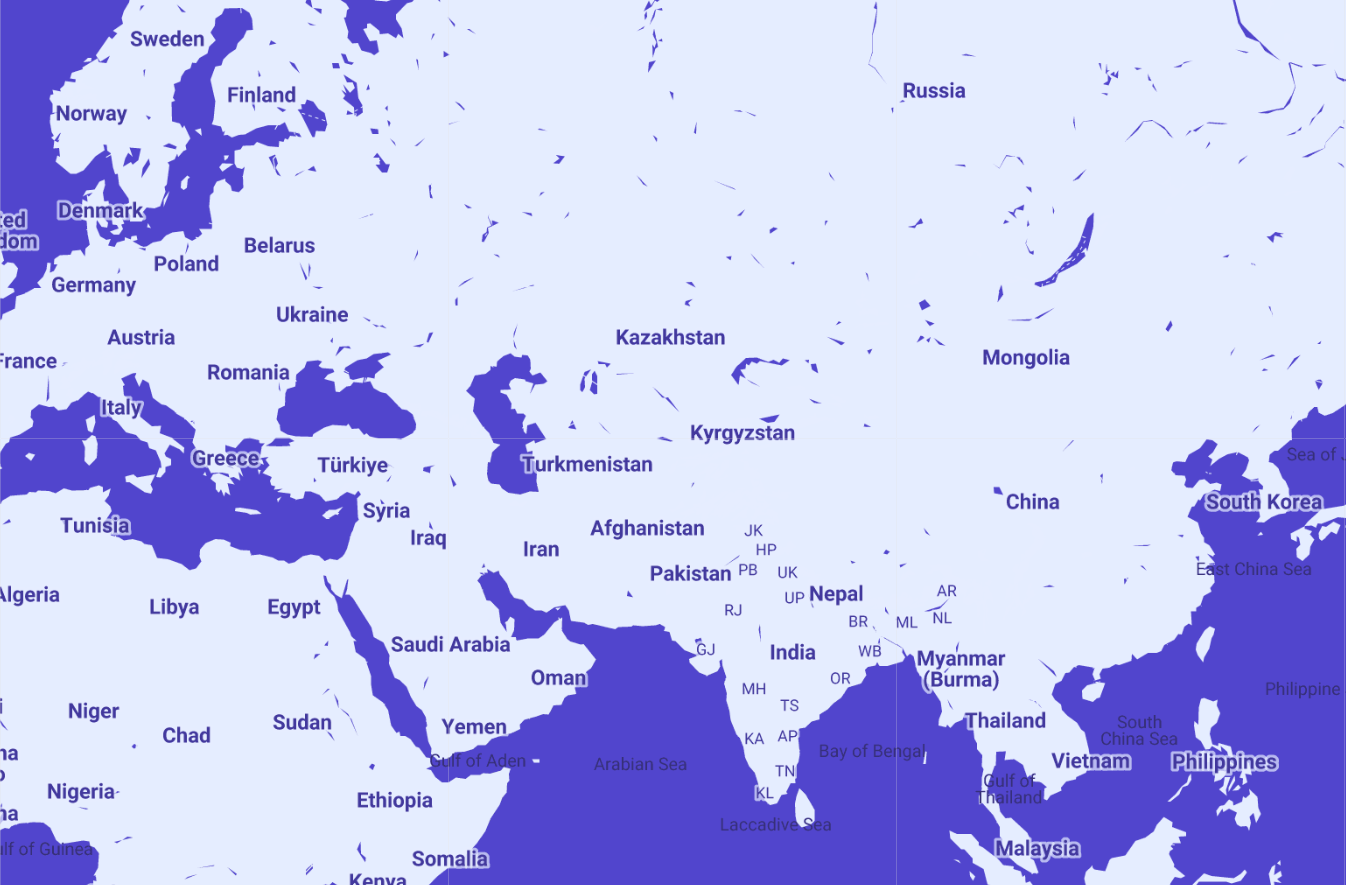 Sweden
Russia
Finland
Norway
Denmark
ted
dom
Belarus
Poland
Germany
Ukraine
Austria
Kazakhstan
Mongolia
France
Romania
Italy
Kyrgyzstan
Sea of J
Greece
Türkiye
Turkmenistan
China
South Korea
Syria
Tunisia
Afghanistan
JK
Iraq
Iran
HP
East China Sea
Pakistan
PB
UK
Algeria
Nepal
AR
UP
Libya
Egypt
RJ
NL
BR
ML
Saudi Arabia
GJ
India
WB
Myanmar
(Burma)
Oman
OR
MH
Philippine
i
Niger
TS
Sudan
Thailand
South
China Sea
Yemen
Chad
KA
AP
na
Bay of Bengal
Gulf of Aden
Arabian Sea
Vietnam
Philippines
o
TN
Gulf of
Thailand
Nigeria
KL
Ethiopia
na
Laccadive Sea
ulf of Guinea
Malaysia
Somalia
Kenya